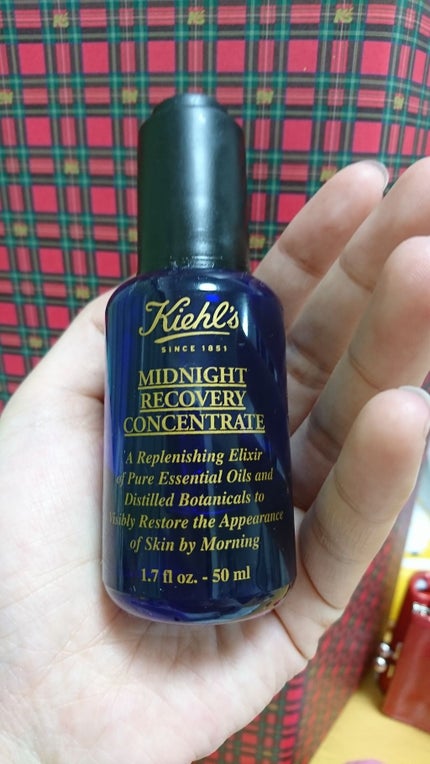 Kiehl's
SINCE 1851
MIDNIGHT
RECOVERY
CONCENTRATE
A Replenishing Elixir
of Pure Essential Oils and
Distilled Botanicals to
Visibly Restore the Appearance
of Skin by Morning
1.7 fl oz. - 50 ml